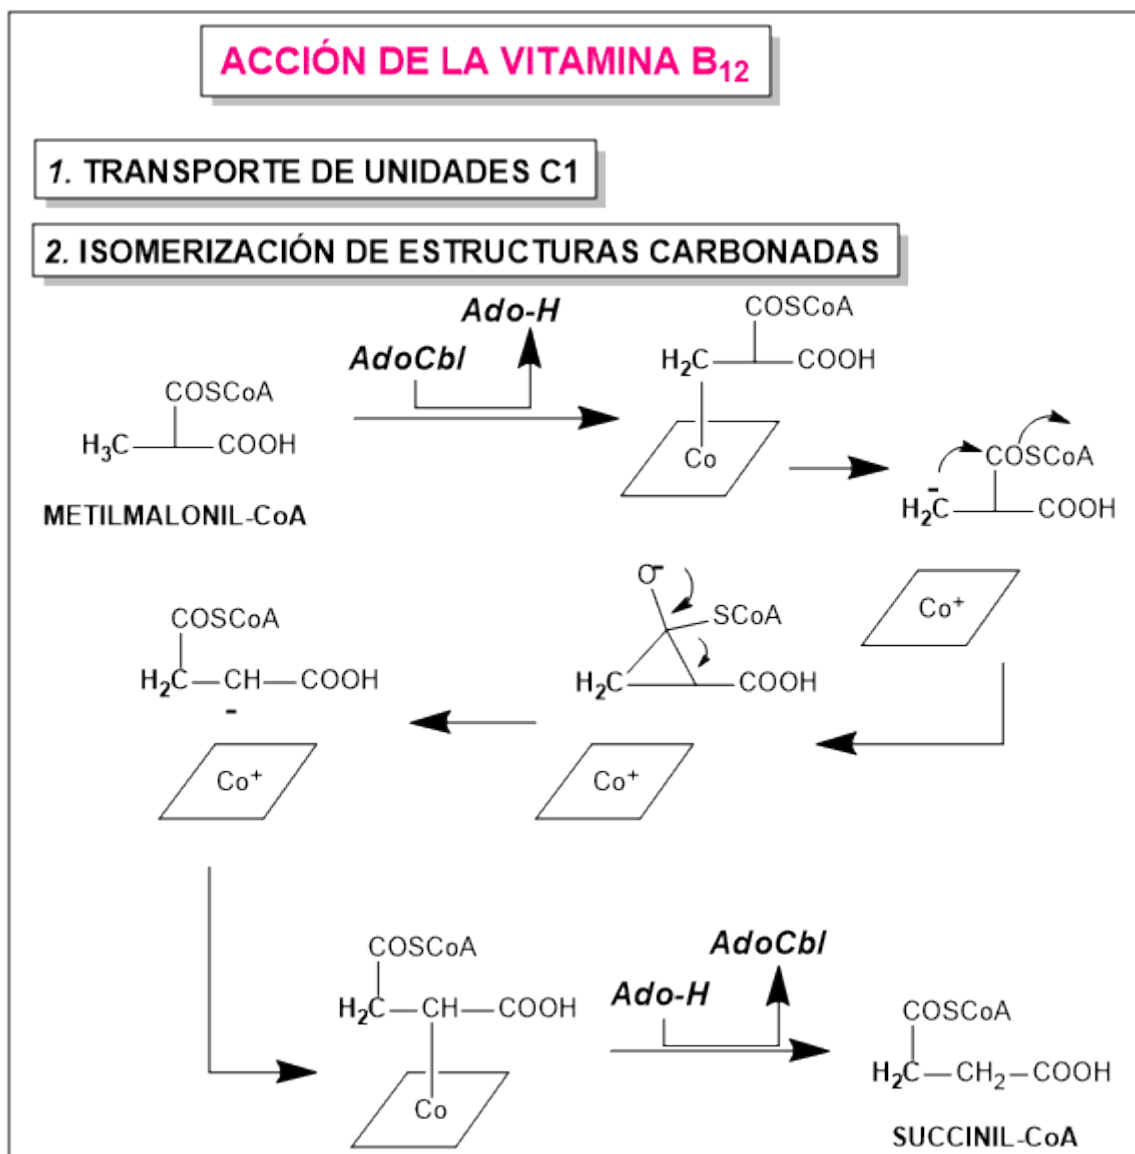 ACCIÓN DE LA VITAMINA B12
1. TRANSPORTE DE UNIDADES C1
2. ISOMERIZACIÓN DE ESTRUCTURAS CARBONADAS
Ado-H
AdoCbl
COSCoA
H3C
COOH
METILMALONIL-CoA
COSCoA
H2C
COOH
Co
COSCoA
H2C
-
COOH
Co+
O-
SCoA
H2C
COOH
Co+
COSCoA
H2C—CH—COOH
-
Co+
COSCoA
H2C—CH—COOH
Co
Ado-H
AdoCbl
COSCoA
H2C—CH2—COOH
SUCCINIL-CoA